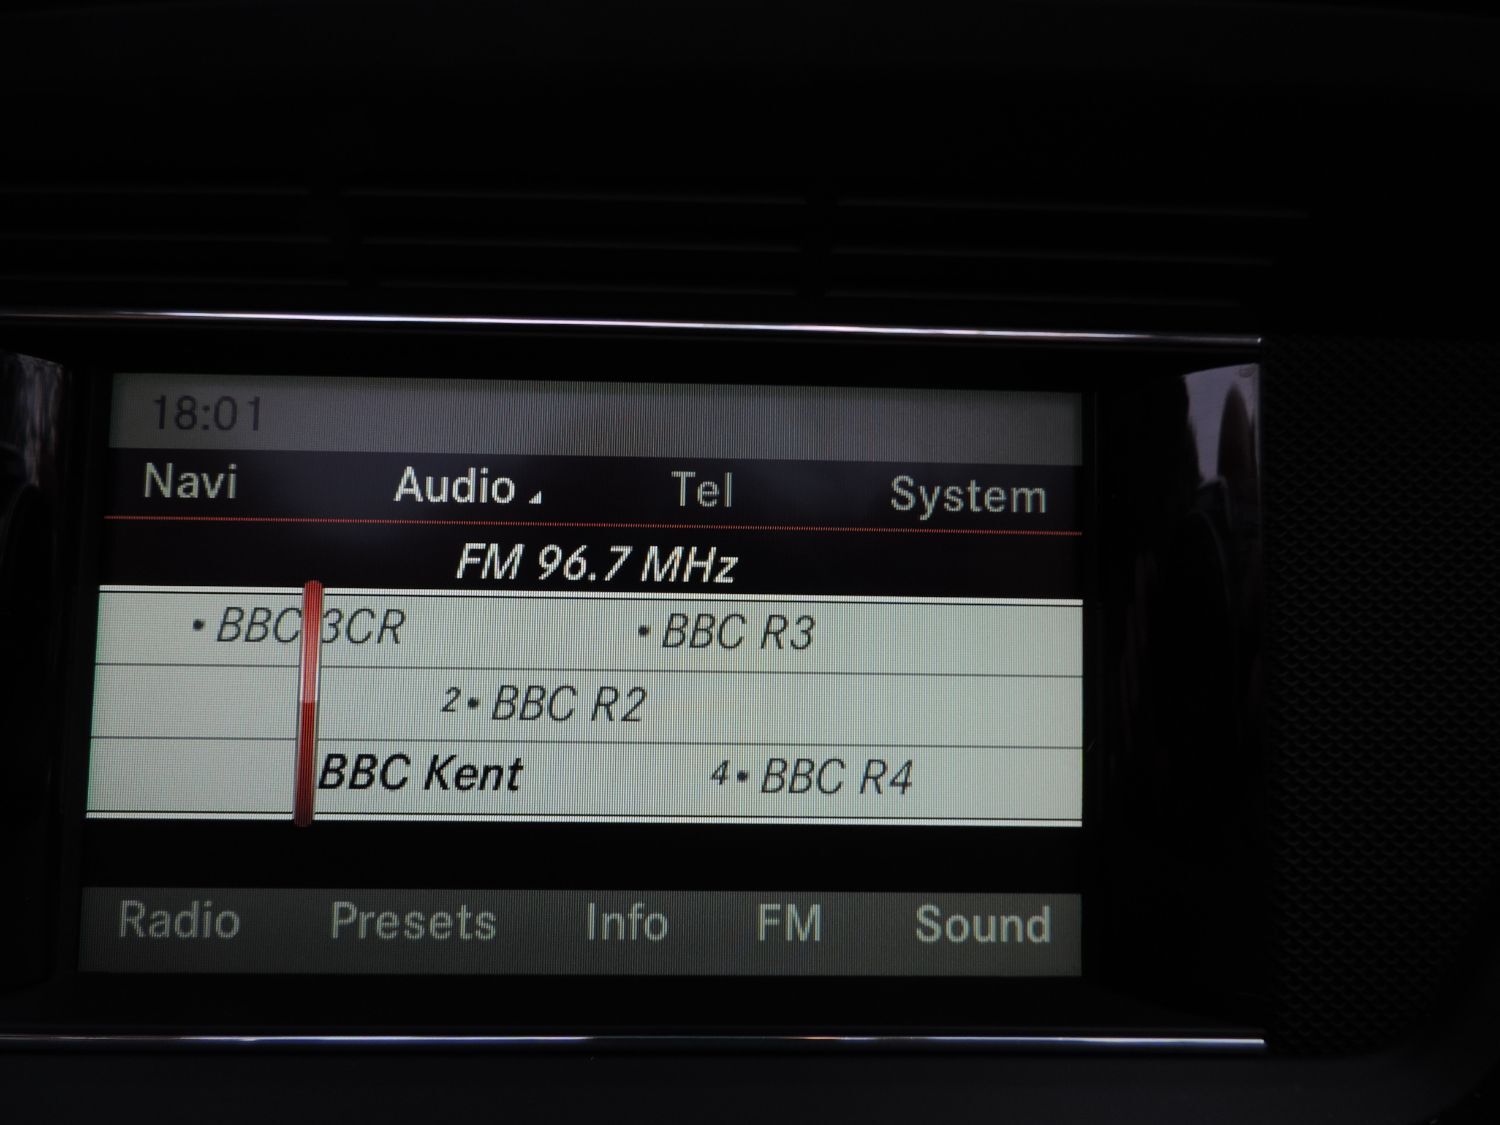 18:01
Navi Audio Tel System
FM 96.7 MHz
• BBC 3CR • BBC R3
2 • BBC R2
BBC Kent 4 • BBC R4
Radio Presets Info FM Sound